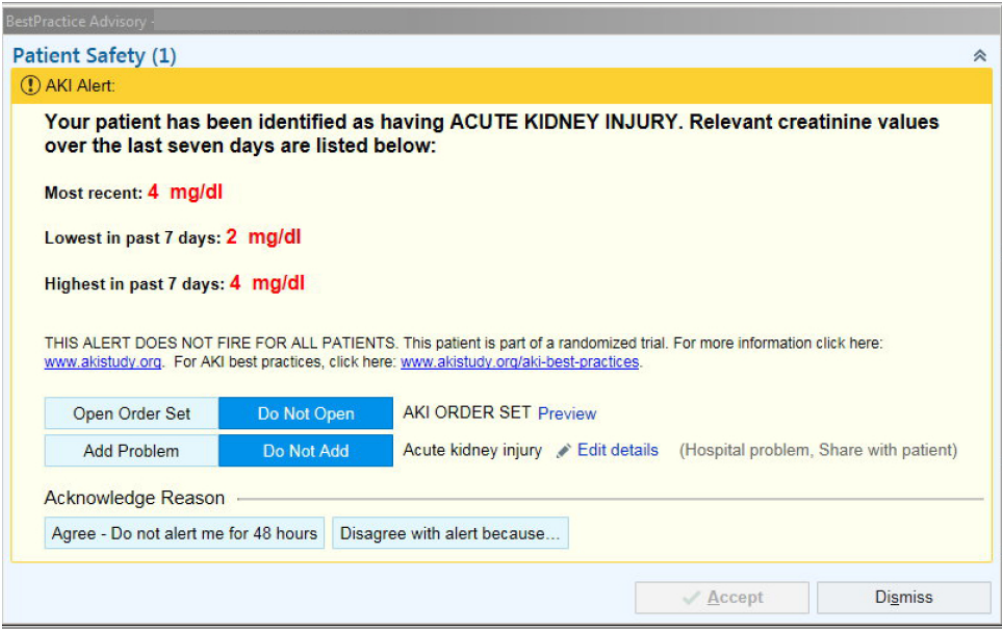 BestPractice Advisory -
Patient Safety (1)
AKI Alert:
Your patient has been identified as having ACUTE KIDNEY INJURY. Relevant creatinine values
over the last seven days are listed below:
Most recent: 4 mg/dl
Lowest in past 7 days: 2 mg/dl
Highest in past 7 days: 4 mg/dl
THIS ALERT DOES NOT FIRE FOR ALL PATIENTS. This patient is part of a randomized trial. For more information click here:
www.akistudy.org. For AKI best practices, click here: www.akistudy.org/aki-best-practices.
Open Order Set Do Not Open AKI ORDER SET Preview
Add Problem Do Not Add Acute kidney injury Edit details (Hospital problem, Share with patient)
Acknowledge Reason
Agree - Do not alert me for 48 hours Disagree with alert because...
Accept Dismiss